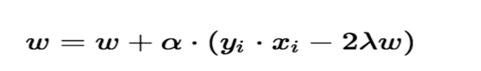 w = w + α · (yᵢ · xᵢ − 2λw)